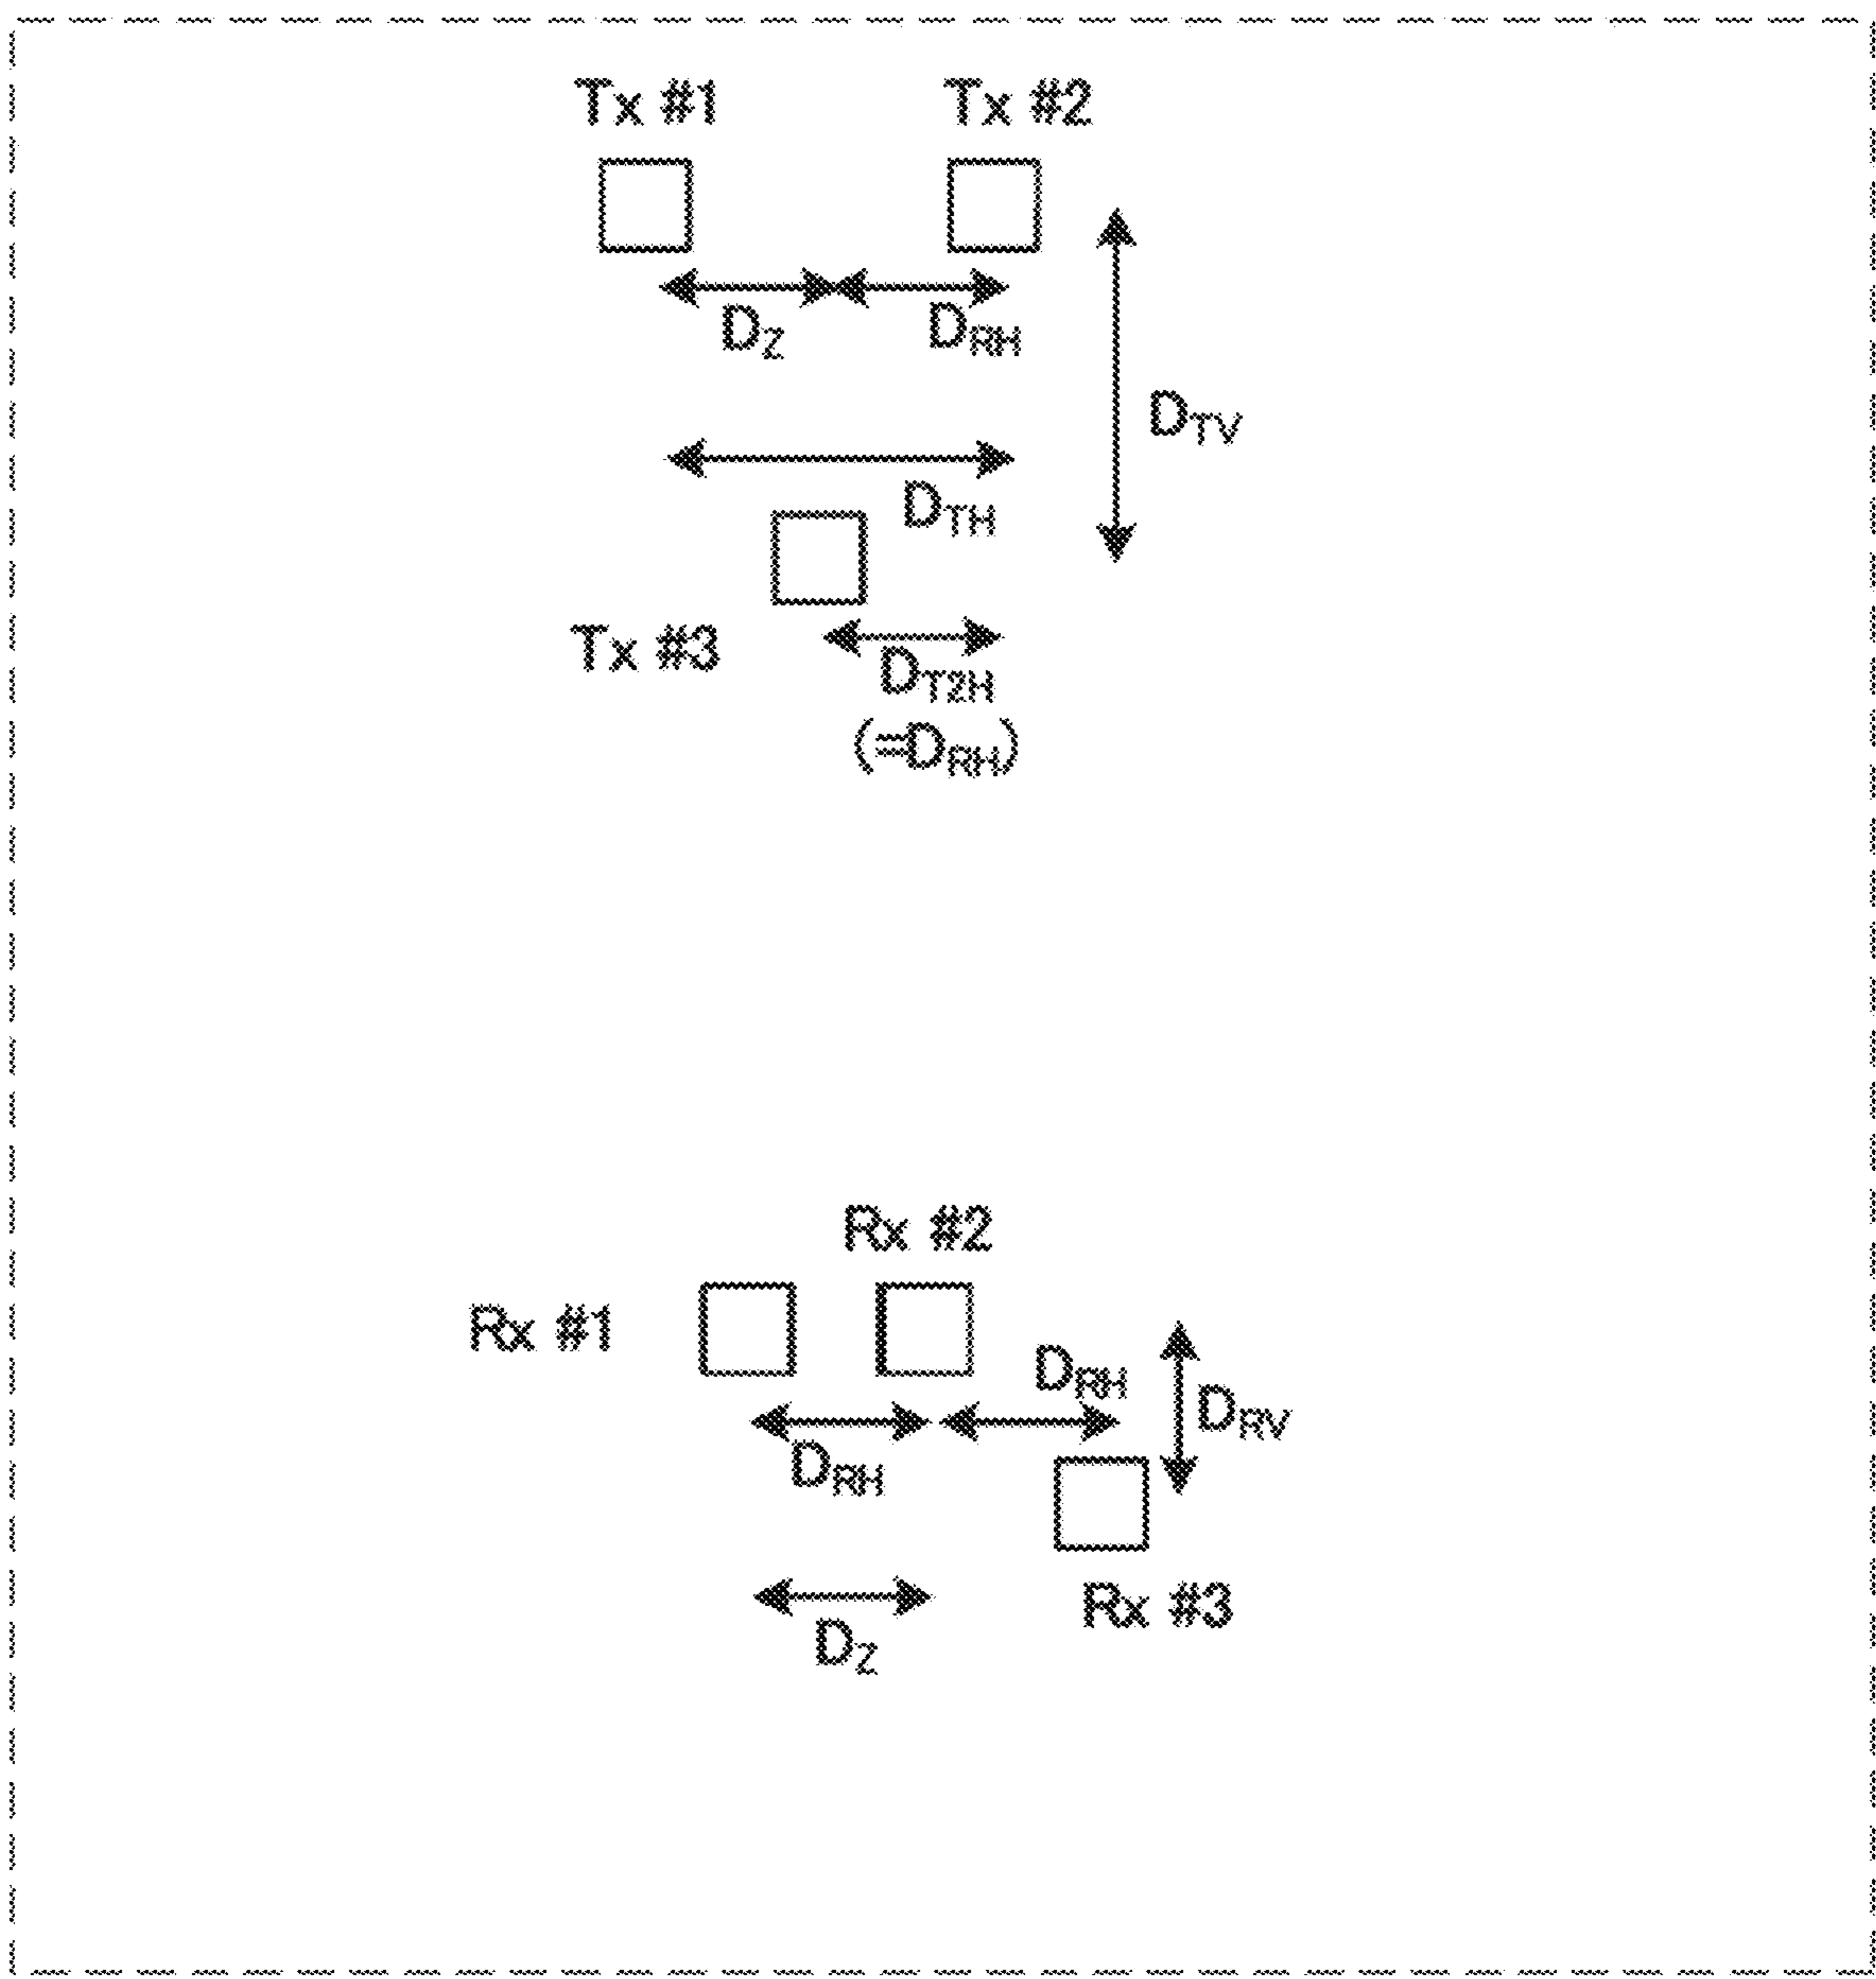 Tx #1 Tx #2
DZ DRH
DTV
DTH
Tx #3
DT2H
(=DRH)
Rx #2
Rx #1
DRH
DRV
DRH
Rx #3
DZ